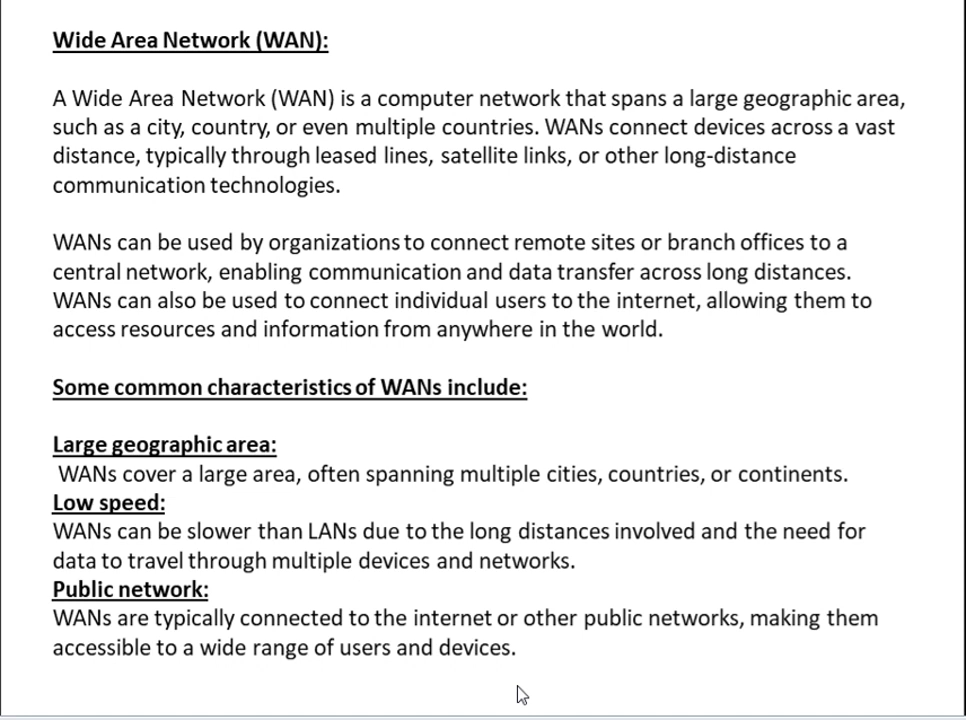 Wide Area Network (WAN):
A Wide Area Network (WAN) is a computer network that spans a large geographic area,
such as a city, country, or even multiple countries. WANs connect devices across a vast
distance, typically through leased lines, satellite links, or other long-distance
communication technologies.
WANs can be used by organizations to connect remote sites or branch offices to a
central network, enabling communication and data transfer across long distances.
WANs can also be used to connect individual users to the internet, allowing them to
access resources and information from anywhere in the world.
Some common characteristics of WANs include:
Large geographic area:
WANs cover a large area, often spanning multiple cities, countries, or continents.
Low speed:
WANs can be slower than LANs due to the long distances involved and the need for
data to travel through multiple devices and networks.
Public network:
WANs are typically connected to the internet or other public networks, making them
accessible to a wide range of users and devices.